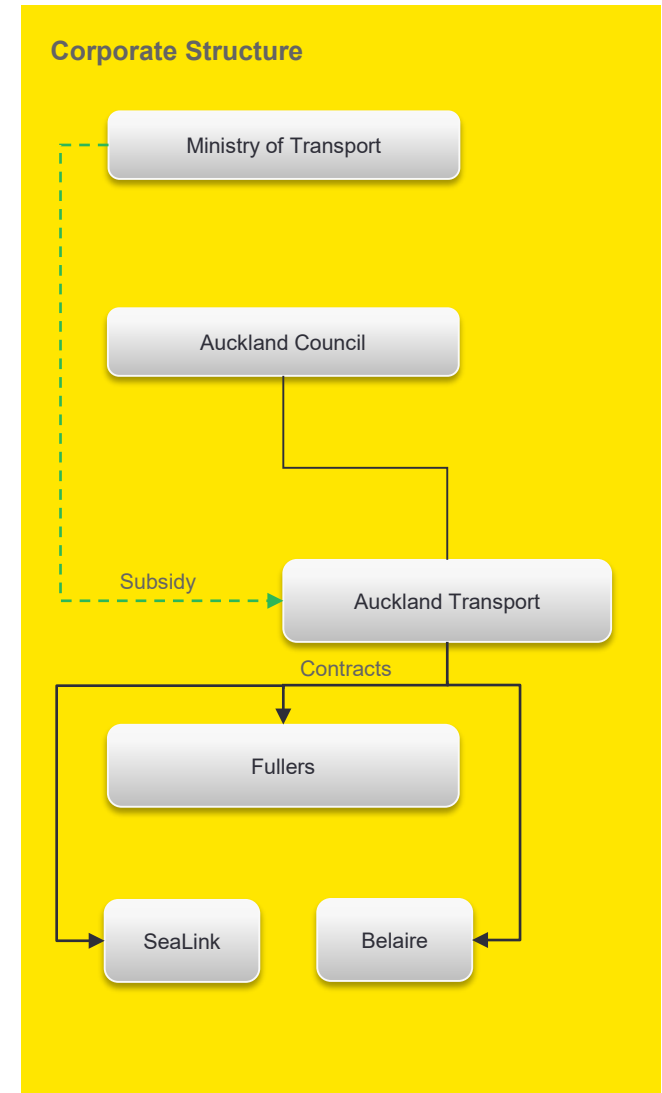 Corporate Structure
Ministry of Transport
Auckland Council
Subsidy
Auckland Transport
Contracts
Fullers
SeaLink
Belaire